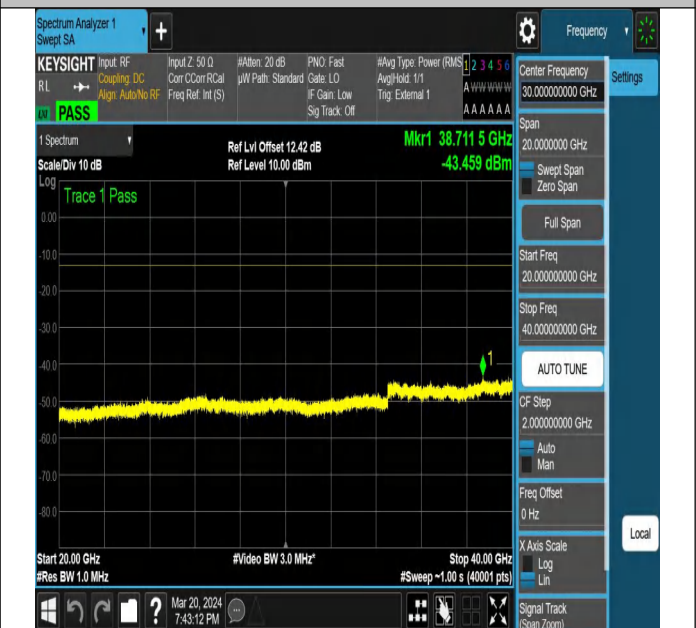 Spectrum Analyzer 1
Swept SA
+
Frequency
KEYSIGHT
RL
PASS
Input: RF
Coupling: DC
Align: Auto/No RF
Input Z: 50 Ω
Corr CCorr RCal
Freq Ref: Int (S)
#Atten: 20 dB
µW Path: Standard
PNO: Fast
Gate: LO
IF Gain: Low
Sig Track: Off
#Avg Type: Power (RMS
Avg|Hold: 1/1
Trig: External 1
1 2 3 4 5 6
A W W W W W
A A A A A A
1 Spectrum
Scale/Div 10 dB
Ref Lvl Offset 12.42 dB
Ref Level 10.00 dBm
Mkr1 38.711 5 GHz
-43.459 dBm
Log
Trace 1 Pass
0.00
-10.0
-20.0
-30.0
-40.0
-50.0
-60.0
-70.0
-80.0
1
Start 20.00 GHz
#Res BW 1.0 MHz
#Video BW 3.0 MHz*
Stop 40.00 GHz
#Sweep ~1.00 s (40001 pts)
?
Mar 20, 2024
7:43:12 PM
Center Frequency
30.000000000 GHz
Settings
Span
20.0000000 GHz
Swept Span
Zero Span
Full Span
Start Freq
20.000000000 GHz
Stop Freq
40.000000000 GHz
AUTO TUNE
CF Step
2.000000000 GHz
Auto
Man
Freq Offset
0 Hz
X Axis Scale
Log
Lin
Local
Signal Track
(Span Zoom)